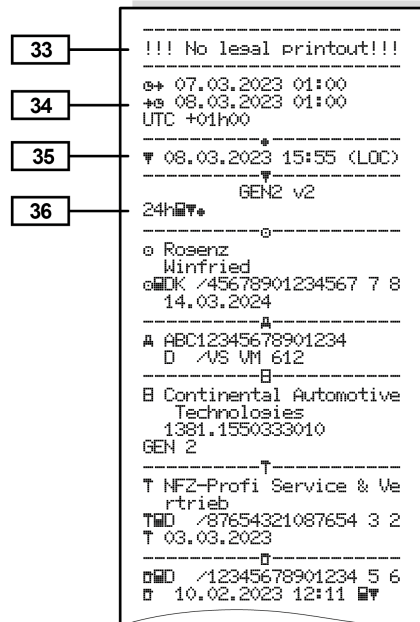 33
!!! No legal printout!!!
34
07.03.2023 01:00
08.03.2023 01:00
UTC +01h00
35
08.03.2023 15:55 (LOC)
GEN2 v2
36
24h
Rogenz
Winfried
DK /45678901234567 7 8
14.03.2024
ABC12345678901234
D /VS VM 612
Continental Automotive
Technologies
1381.1550333010
GEN 2
T NFZ-Profi Service & Ve
rtrieb
TD /87654321087654 3 2
T 03.03.2023
D /12345678901234 5 6
10.02.2023 12:11